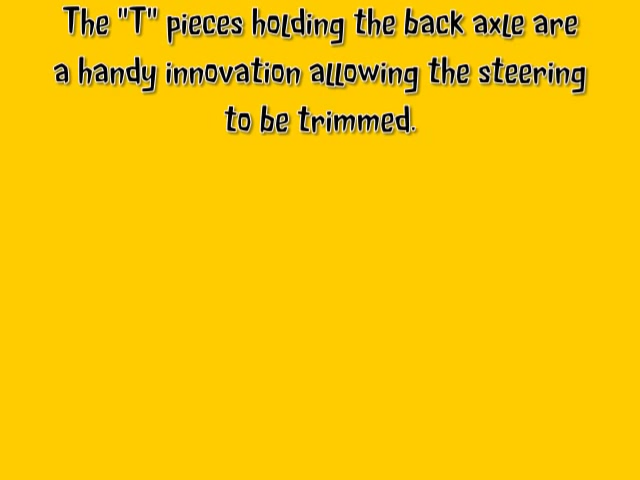 The "T" pieces holding the back axle are
a handy innovation allowing the steering
to be trimmed.